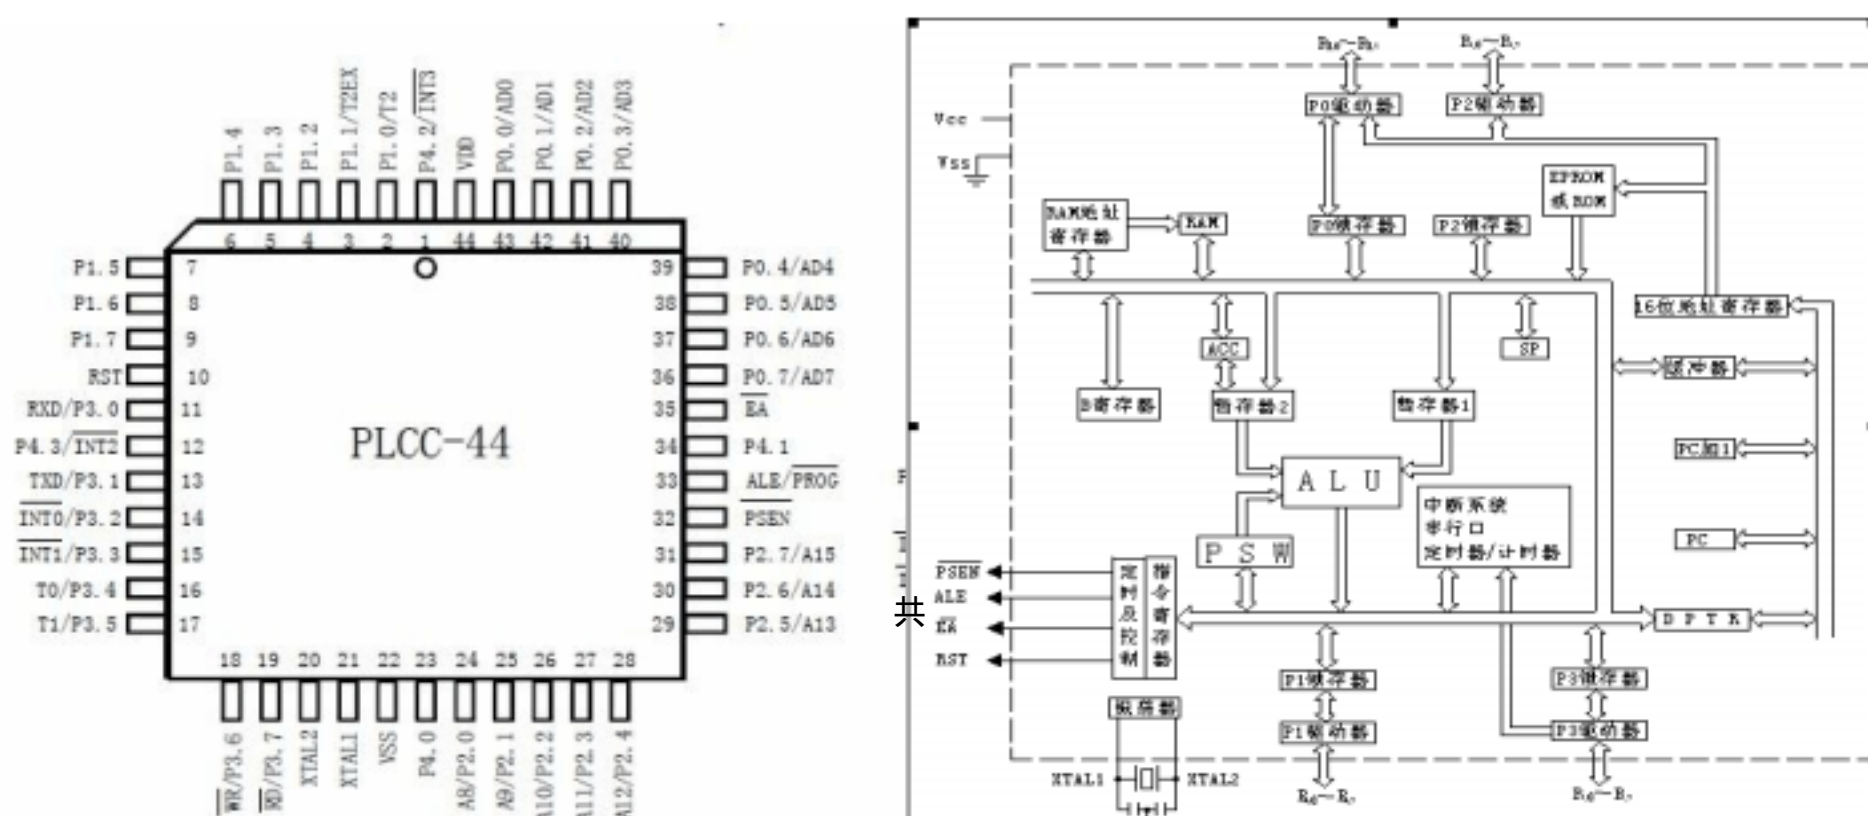 P1.4
P1.3
P1.2
P1.1/T2EX
P1.0/T2
P4.2/INT3
VDD
P0.0/AD0
P0.1/AD1
P0.2/AD2
P0.3/AD3
6 5 4 3 2 1 44 43 42 41 40
P1.5 7
P1.6 8
P1.7 9
RST 10
RXD/P3.0 11
P4.3/INT2 12
TXD/P3.1 13
INT0/P3.2 14
INT1/P3.3 15
T0/P3.4 16
T1/P3.5 17
PLCC-44
39 P0.4/AD4
38 P0.5/AD5
37 P0.6/AD6
36 P0.7/AD7
35 EA
34 P4.1
33 ALE/PROG
32 PSEN
31 P2.7/A15
30 P2.6/A14
29 P2.5/A13
18 19 20 21 22 23 24 25 26 27 28
WR/P3.6
RD/P3.7
XTAL2
XTAL1
VSS
P4.0
A8/P2.0
A9/P2.1
A10/P2.2
A11/P2.3
A12/P2.4
共
Vcc
Vss
P0驱动器
P2驱动器
RAM地址
寄存器
RAM
P0锁存器
P2锁存器
EPROM
或ROM
16位地址寄存器
ACC
SP
缓冲器
B寄存器
暂存器2
暂存器1
PC加1
ALU
中断系统
串行口
定时器/计时器
PSW
PC
PSEN
ALE
EA
RST
定时及控制
指令寄存器
DPTR
P1锁存器
P3锁存器
振荡器
P1驱动器
P3驱动器
XTAL1
XTAL2